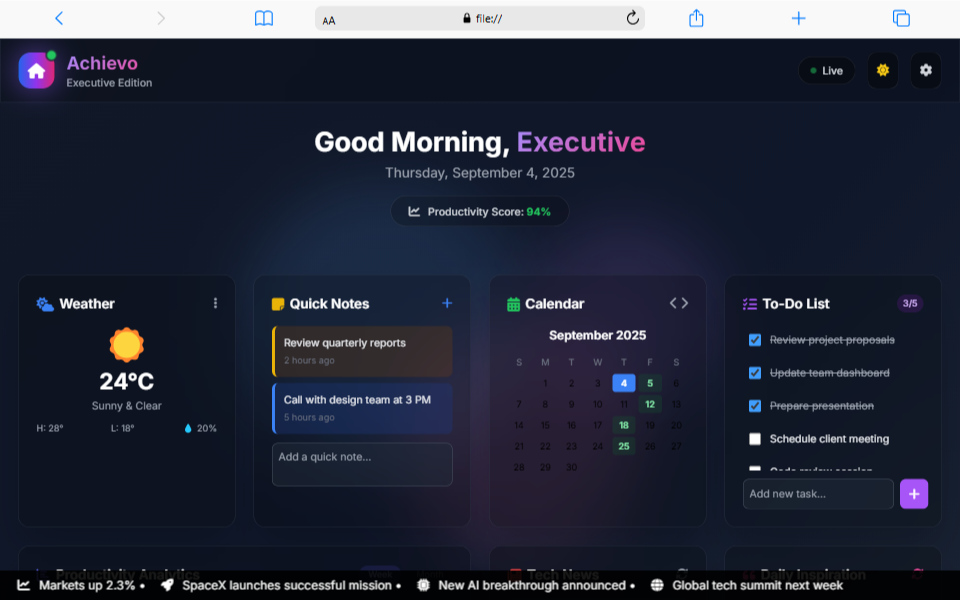 AA
file://
Achievo
Executive Edition
Live
Good Morning, Executive
Thursday, September 4, 2025
Productivity Score: 94%
Weather
24°C
Sunny & Clear
H: 28° L: 18° 20%
Quick Notes
Review quarterly reports
2 hours ago
Call with design team at 3 PM
5 hours ago
Add a quick note...
Calendar
September 2025
S M T W T F S
1 2 3 4 5 6
7 8 9 10 11 12 13
14 15 16 17 18 19 20
21 22 23 24 25 26 27
28 29 30
To-Do List
3/5
Review project proposals
Update team dashboard
Prepare presentation
Schedule client meeting
Code review session
Add new task...
Productivity Analytics
Tech News
Daily Inspiration
Markets up 2.3% • SpaceX launches successful mission • New AI breakthrough announced • Global tech summit next week